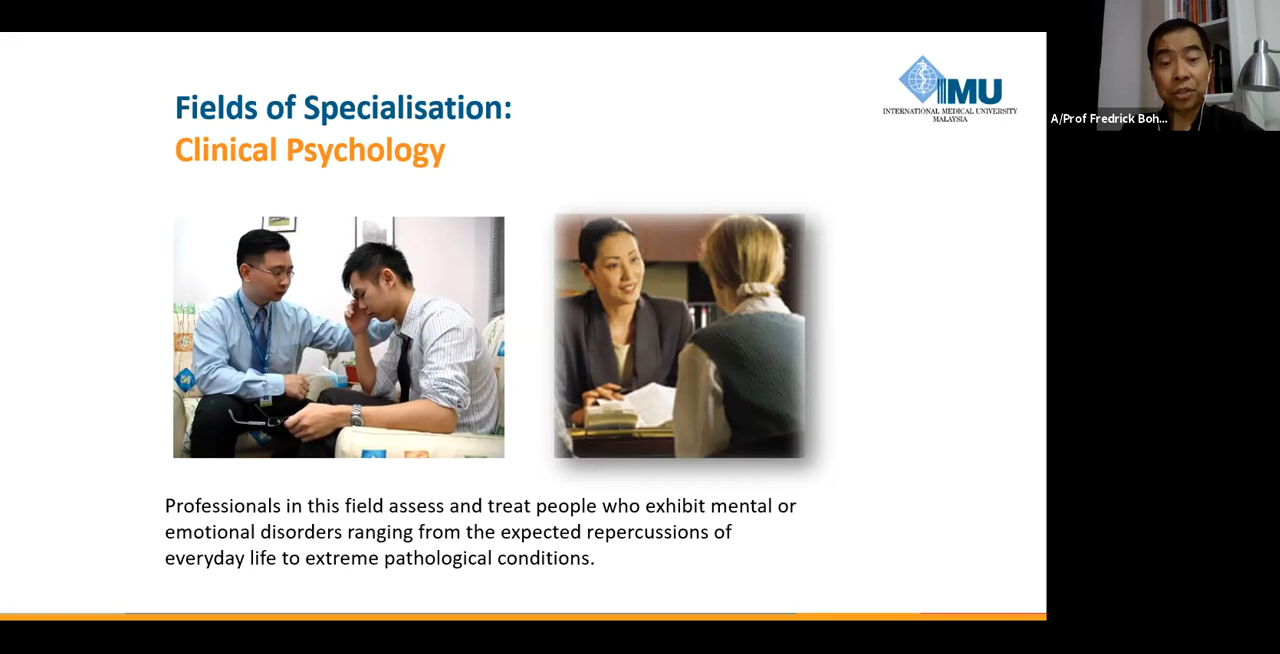 Fields of Specialisation:
Clinical Psychology
IMU
INTERNATIONAL MEDICAL UNIVERSITY
MALAYSIA
A/Prof Fredrick Boh...
Professionals in this field assess and treat people who exhibit mental or
emotional disorders ranging from the expected repercussions of
everyday life to extreme pathological conditions.